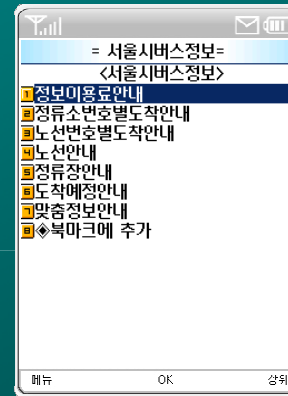 = 서울시버스정보=
<서울시버스정보>
1정보이용료안내
2정류소번호별도착안내
3노선번호별도착안내
4노선안내
5정류장안내
6도착예정안내
7맞춤정보안내
8◈북마크에 추가
메뉴 OK 상위